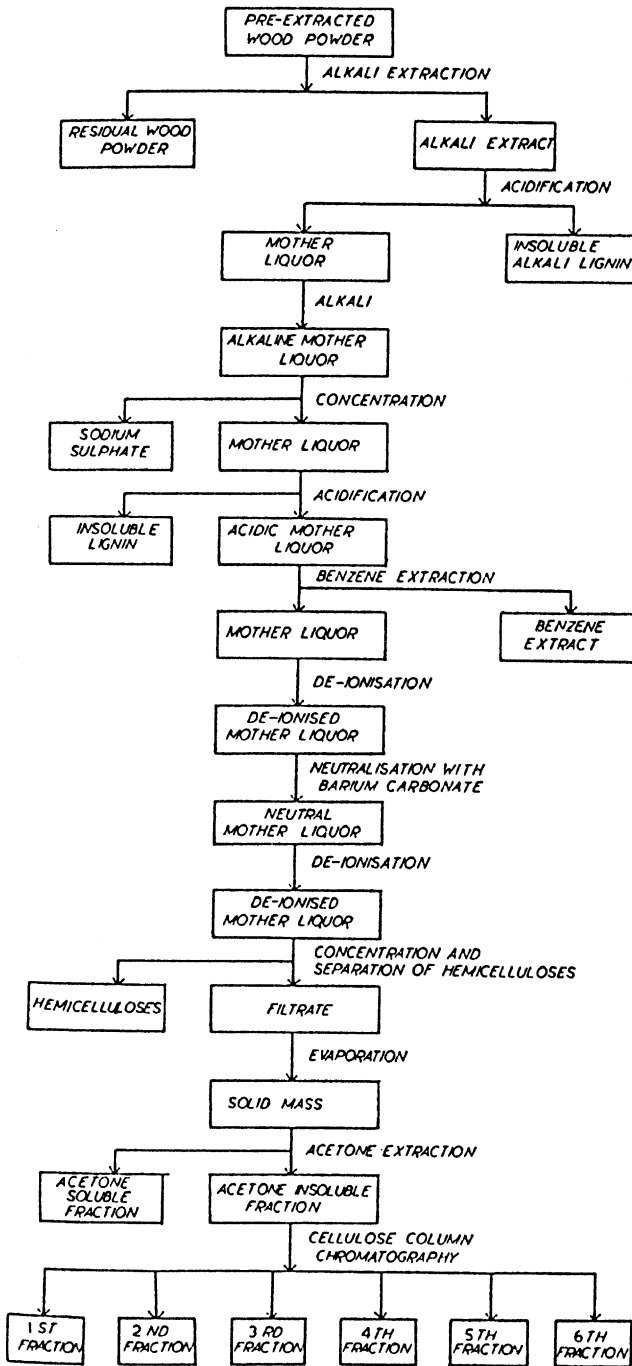 PRE-EXTRACTED
WOOD POWDER
ALKALI EXTRACTION
RESIDUAL WOOD
POWDER
ALKALI EXTRACT
ACIDIFICATION
MOTHER
LIQUOR
INSOLUBLE
ALKALI LIGNIN
ALKALI
ALKALINE MOTHER
LIQUOR
CONCENTRATION
SODIUM
SULPHATE
MOTHER LIQUOR
ACIDIFICATION
INSOLUBLE
LIGNIN
ACIDIC MOTHER
LIQUOR
BENZENE EXTRACTION
MOTHER LIQUOR
BENZENE
EXTRACT
DE-IONISATION
DE-IONISED
MOTHER LIQUOR
NEUTRALISATION WITH
BARIUM CARBONATE
NEUTRAL
MOTHER LIQUOR
DE-IONISATION
DE-IONISED
MOTHER LIQUOR
CONCENTRATION AND
SEPARATION OF HEMICELLULOSES
HEMICELLULOSES
FILTRATE
EVAPORATION
SOLID MASS
ACETONE EXTRACTION
ACETONE
SOLUBLE
FRACTION
ACETONE INSOLUBLE
FRACTION
CELLULOSE COLUMN
CHROMATOGRAPHY
1 ST
FRACTION
2 ND
FRACTION
3 RD
FRACTION
4 TH
FRACTION
5 TH
FRACTION
6 TH
FRACTION